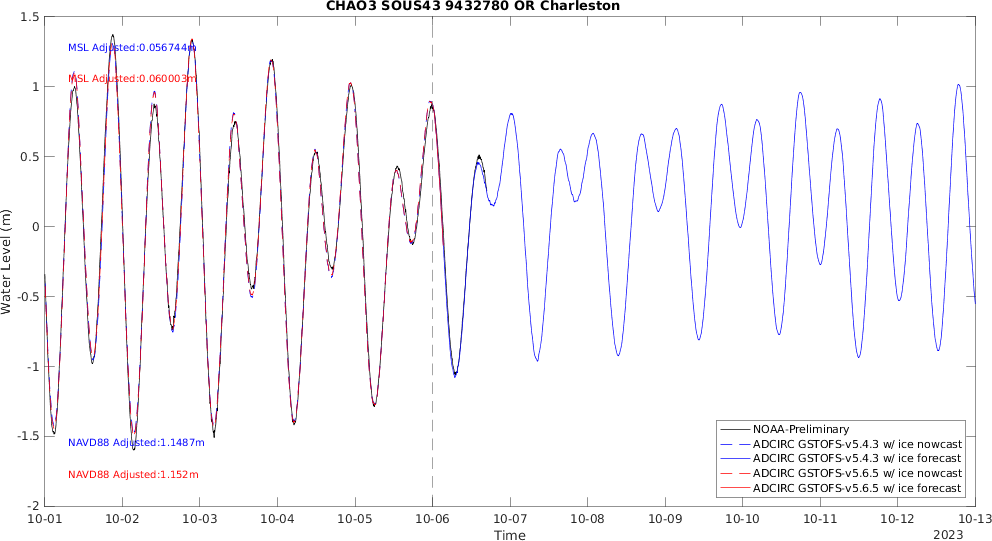 CHAO3 SOUS43 9432780 OR Charleston
1.5
1
0.5
0
-0.5
-1
-1.5
-2
Water Level (m)
MSL Adjusted:0.056744m
MSL Adjusted:0.060003m
NAVD88 Adjusted:1.1487m
NAVD88 Adjusted:1.152m
NOAA-Preliminary
ADCIRC GSTOFS-v5.4.3 w/ ice nowcast
ADCIRC GSTOFS-v5.4.3 w/ ice forecast
ADCIRC GSTOFS-v5.6.5 w/ ice nowcast
ADCIRC GSTOFS-v5.6.5 w/ ice forecast
10-01 10-02 10-03 10-04 10-05 10-06 10-07 10-08 10-09 10-10 10-11 10-12 10-13
Time
2023